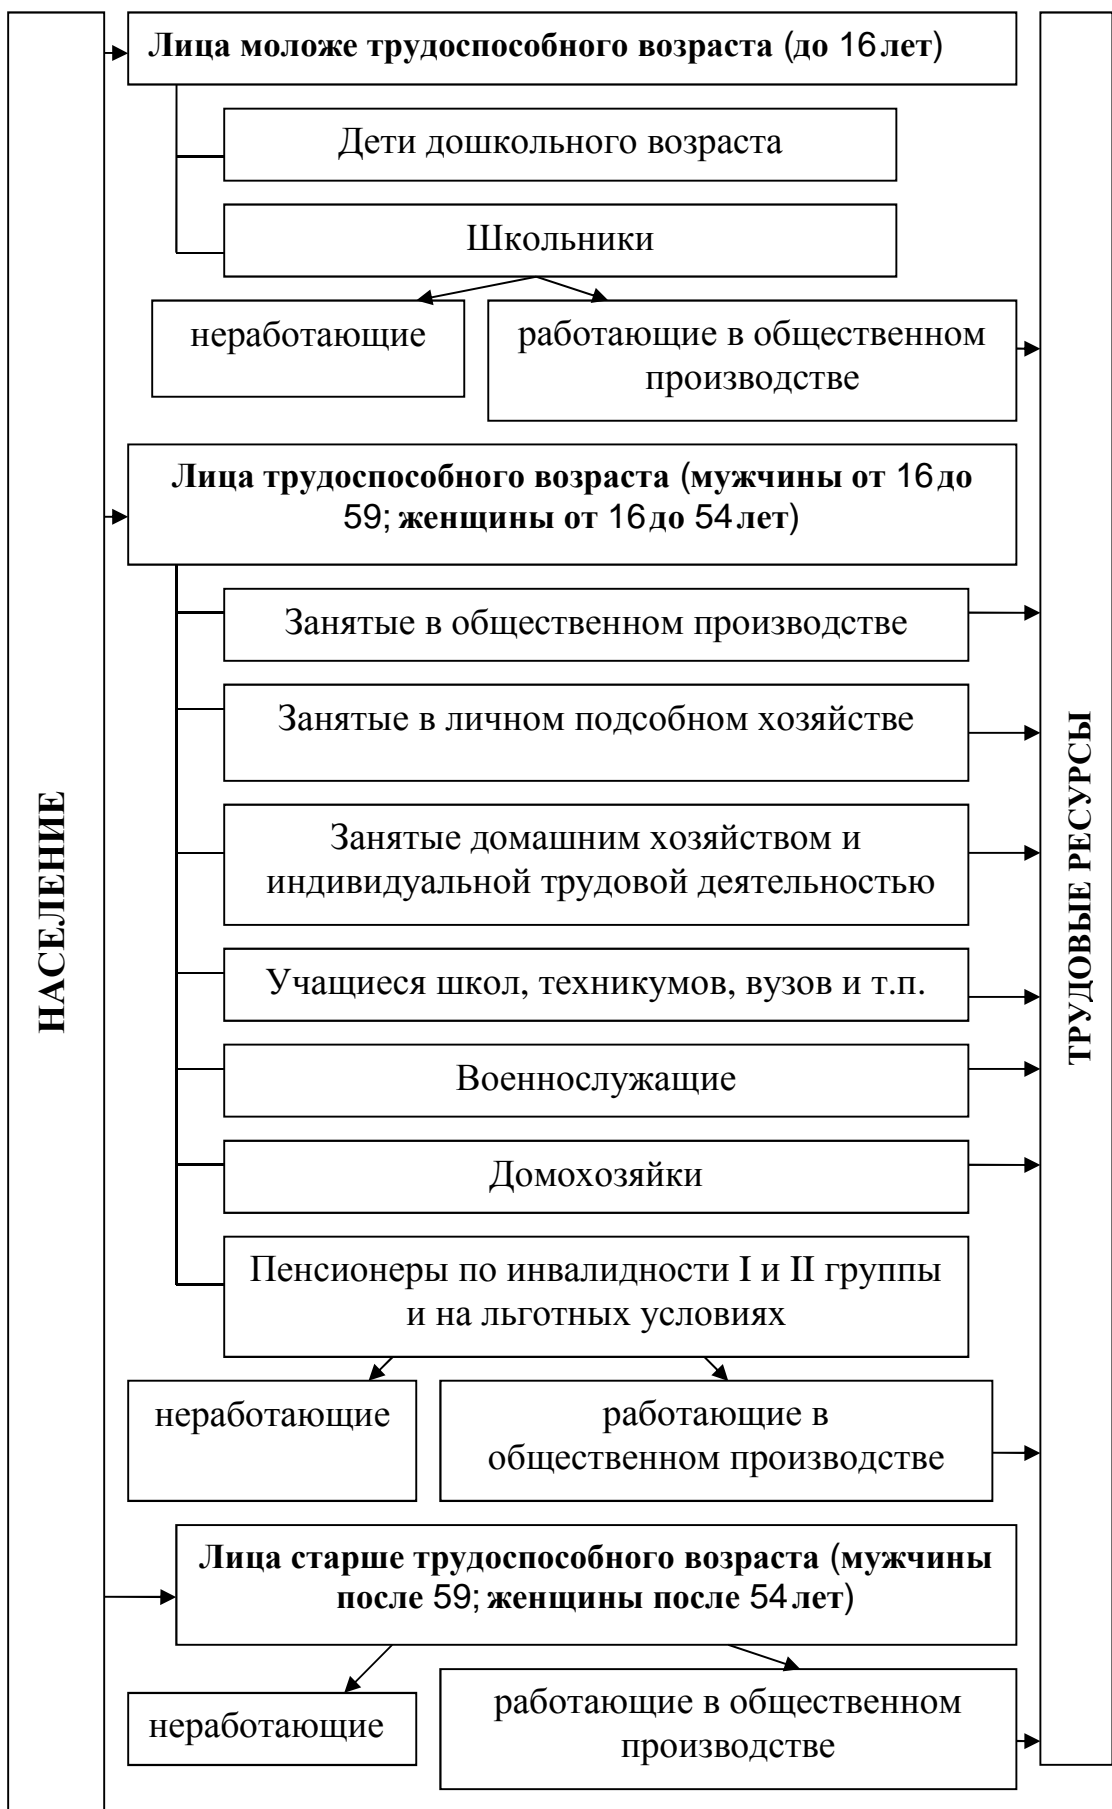 Лица моложе трудоспособного возраста (до 16 лет)
Дети дошкольного возраста
Школьники
неработающие
работающие в общественном
производстве
Лица трудоспособного возраста (мужчины от 16 до
59; женщины от 16 до 54 лет)
Занятые в общественном производстве
Занятые в личном подсобном хозяйстве
Занятые домашним хозяйством и
индивидуальной трудовой деятельностью
Учащиеся школ, техникумов, вузов и т.п.
Военнослужащие
Домохозяйки
Пенсионеры по инвалидности I и II группы
и на льготных условиях
неработающие
работающие в
общественном производстве
Лица старше трудоспособного возраста (мужчины
после 59; женщины после 54 лет)
неработающие
работающие в общественном
производстве
НАСЕЛЕНИЕ
ТРУДОВЫЕ РЕСУРСЫ